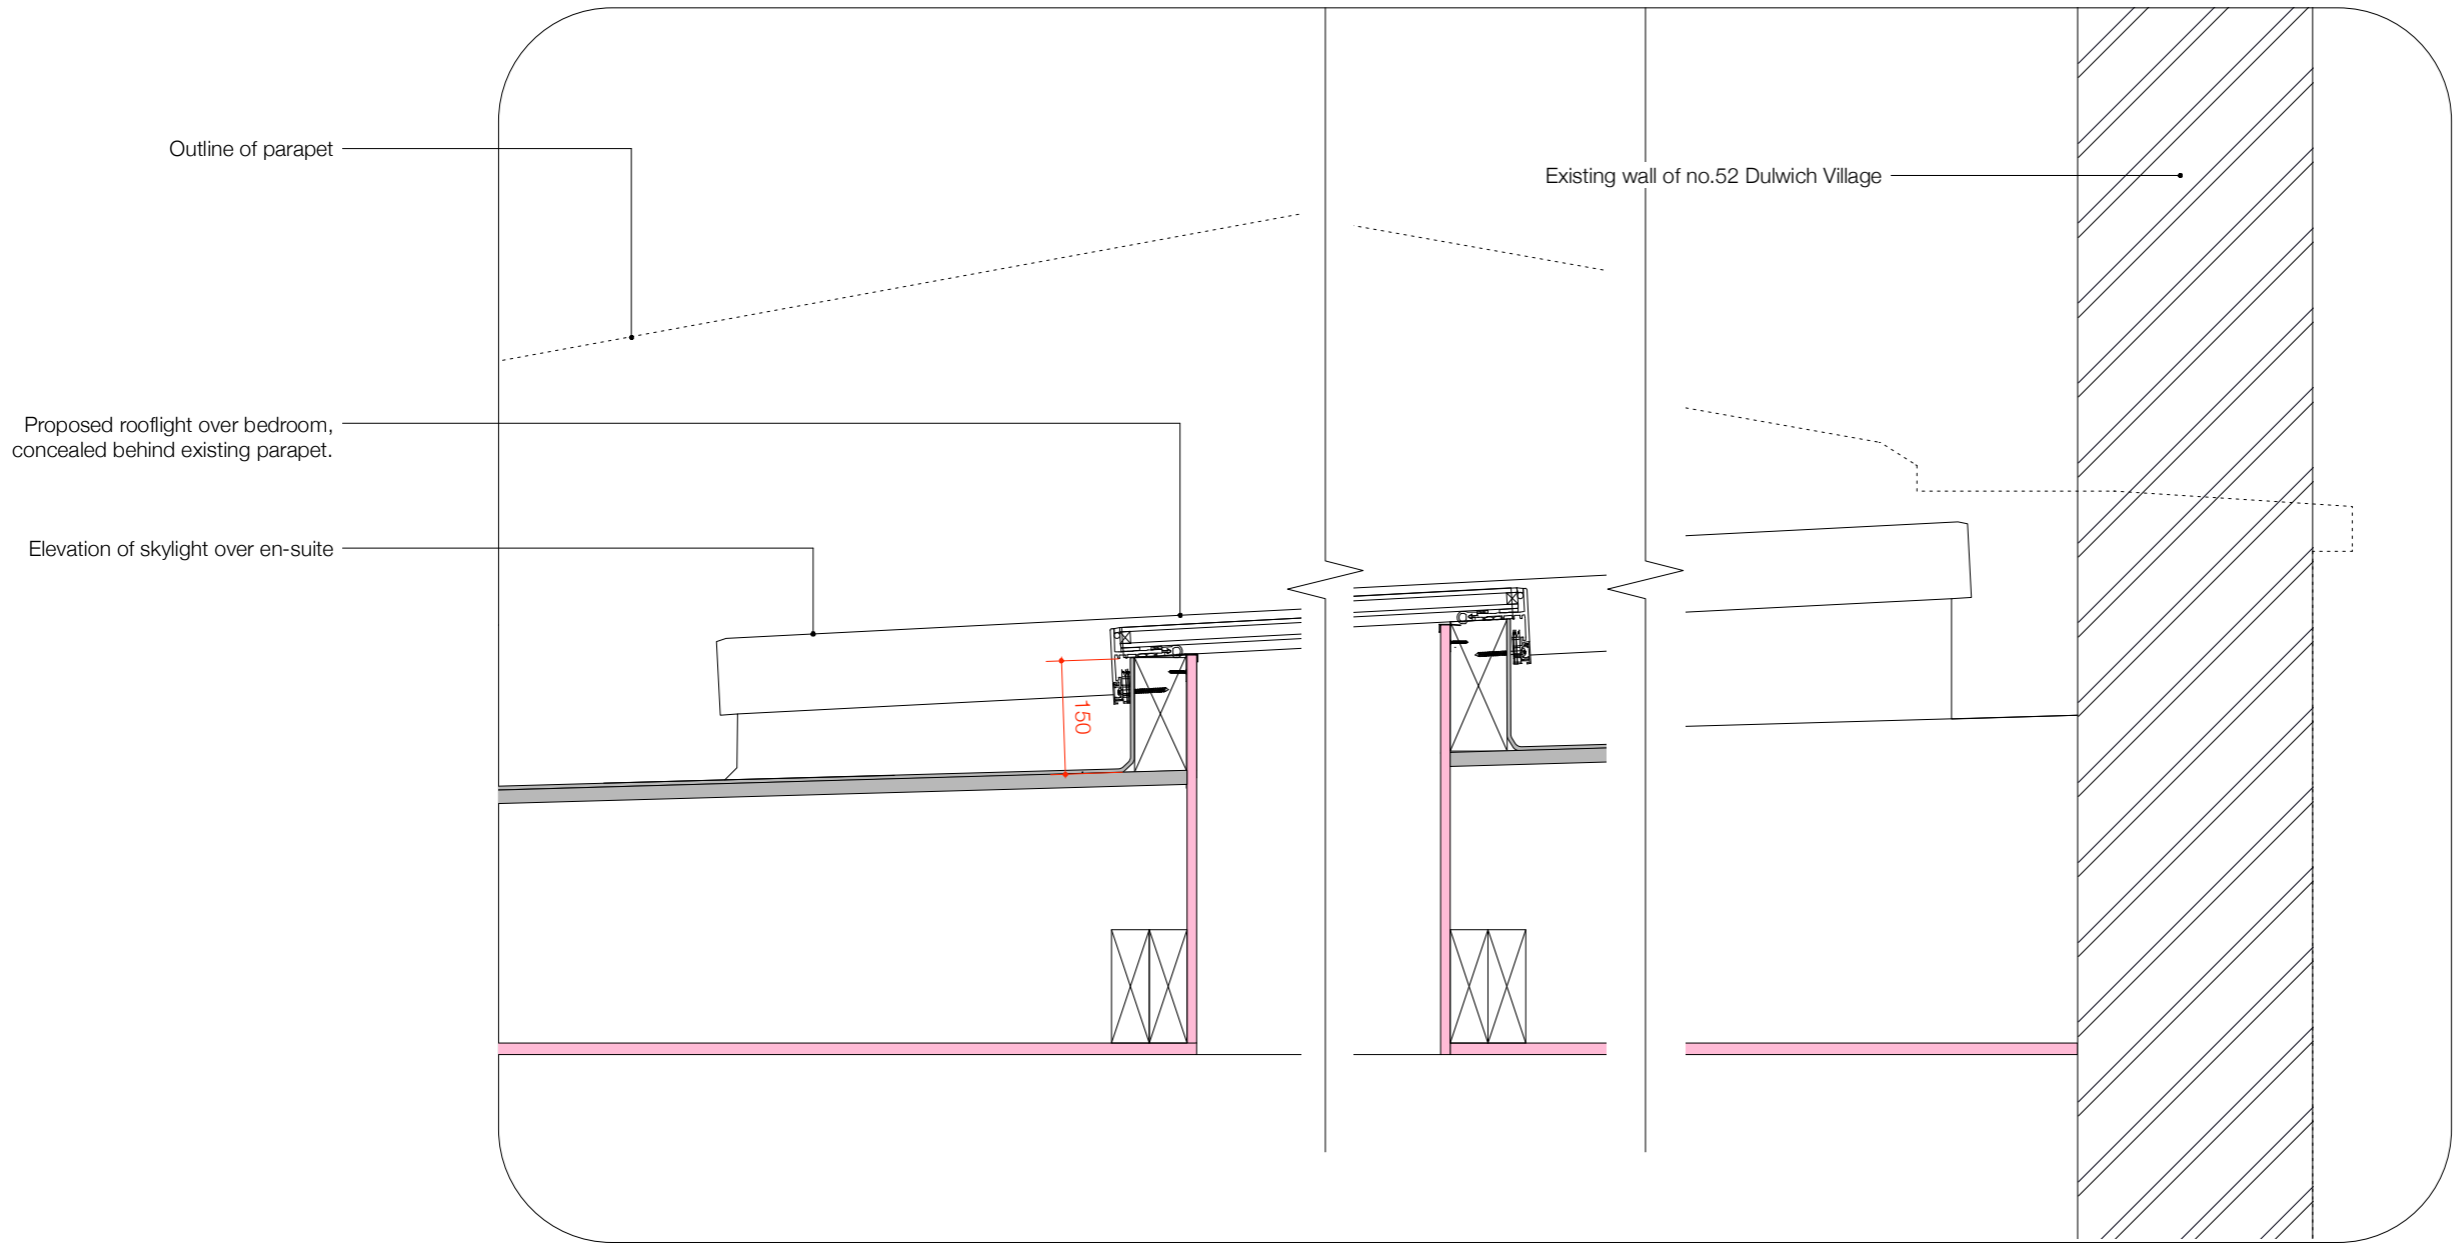 Outline of parapet
Existing wall of no.52 Dulwich Village
Proposed rooflight over bedroom,
concealed behind existing parapet.
Elevation of skylight over en-suite
150